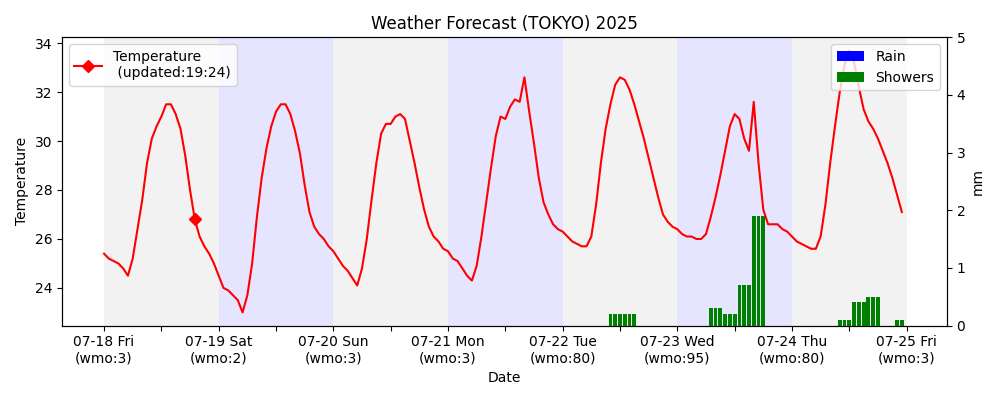 Weather Forecast (TOKYO) 2025
Temperature
(updated:19:24)
Rain
Showers
34
32
30
28
26
24
Temperature
5
4
3
2
1
0
mm
07-18 Fri
(wmo:3)
07-19 Sat
(wmo:2)
07-20 Sun
(wmo:3)
07-21 Mon
(wmo:3)
07-22 Tue
(wmo:80)
07-23 Wed
(wmo:95)
07-24 Thu
(wmo:80)
07-25 Fri
(wmo:3)
Date